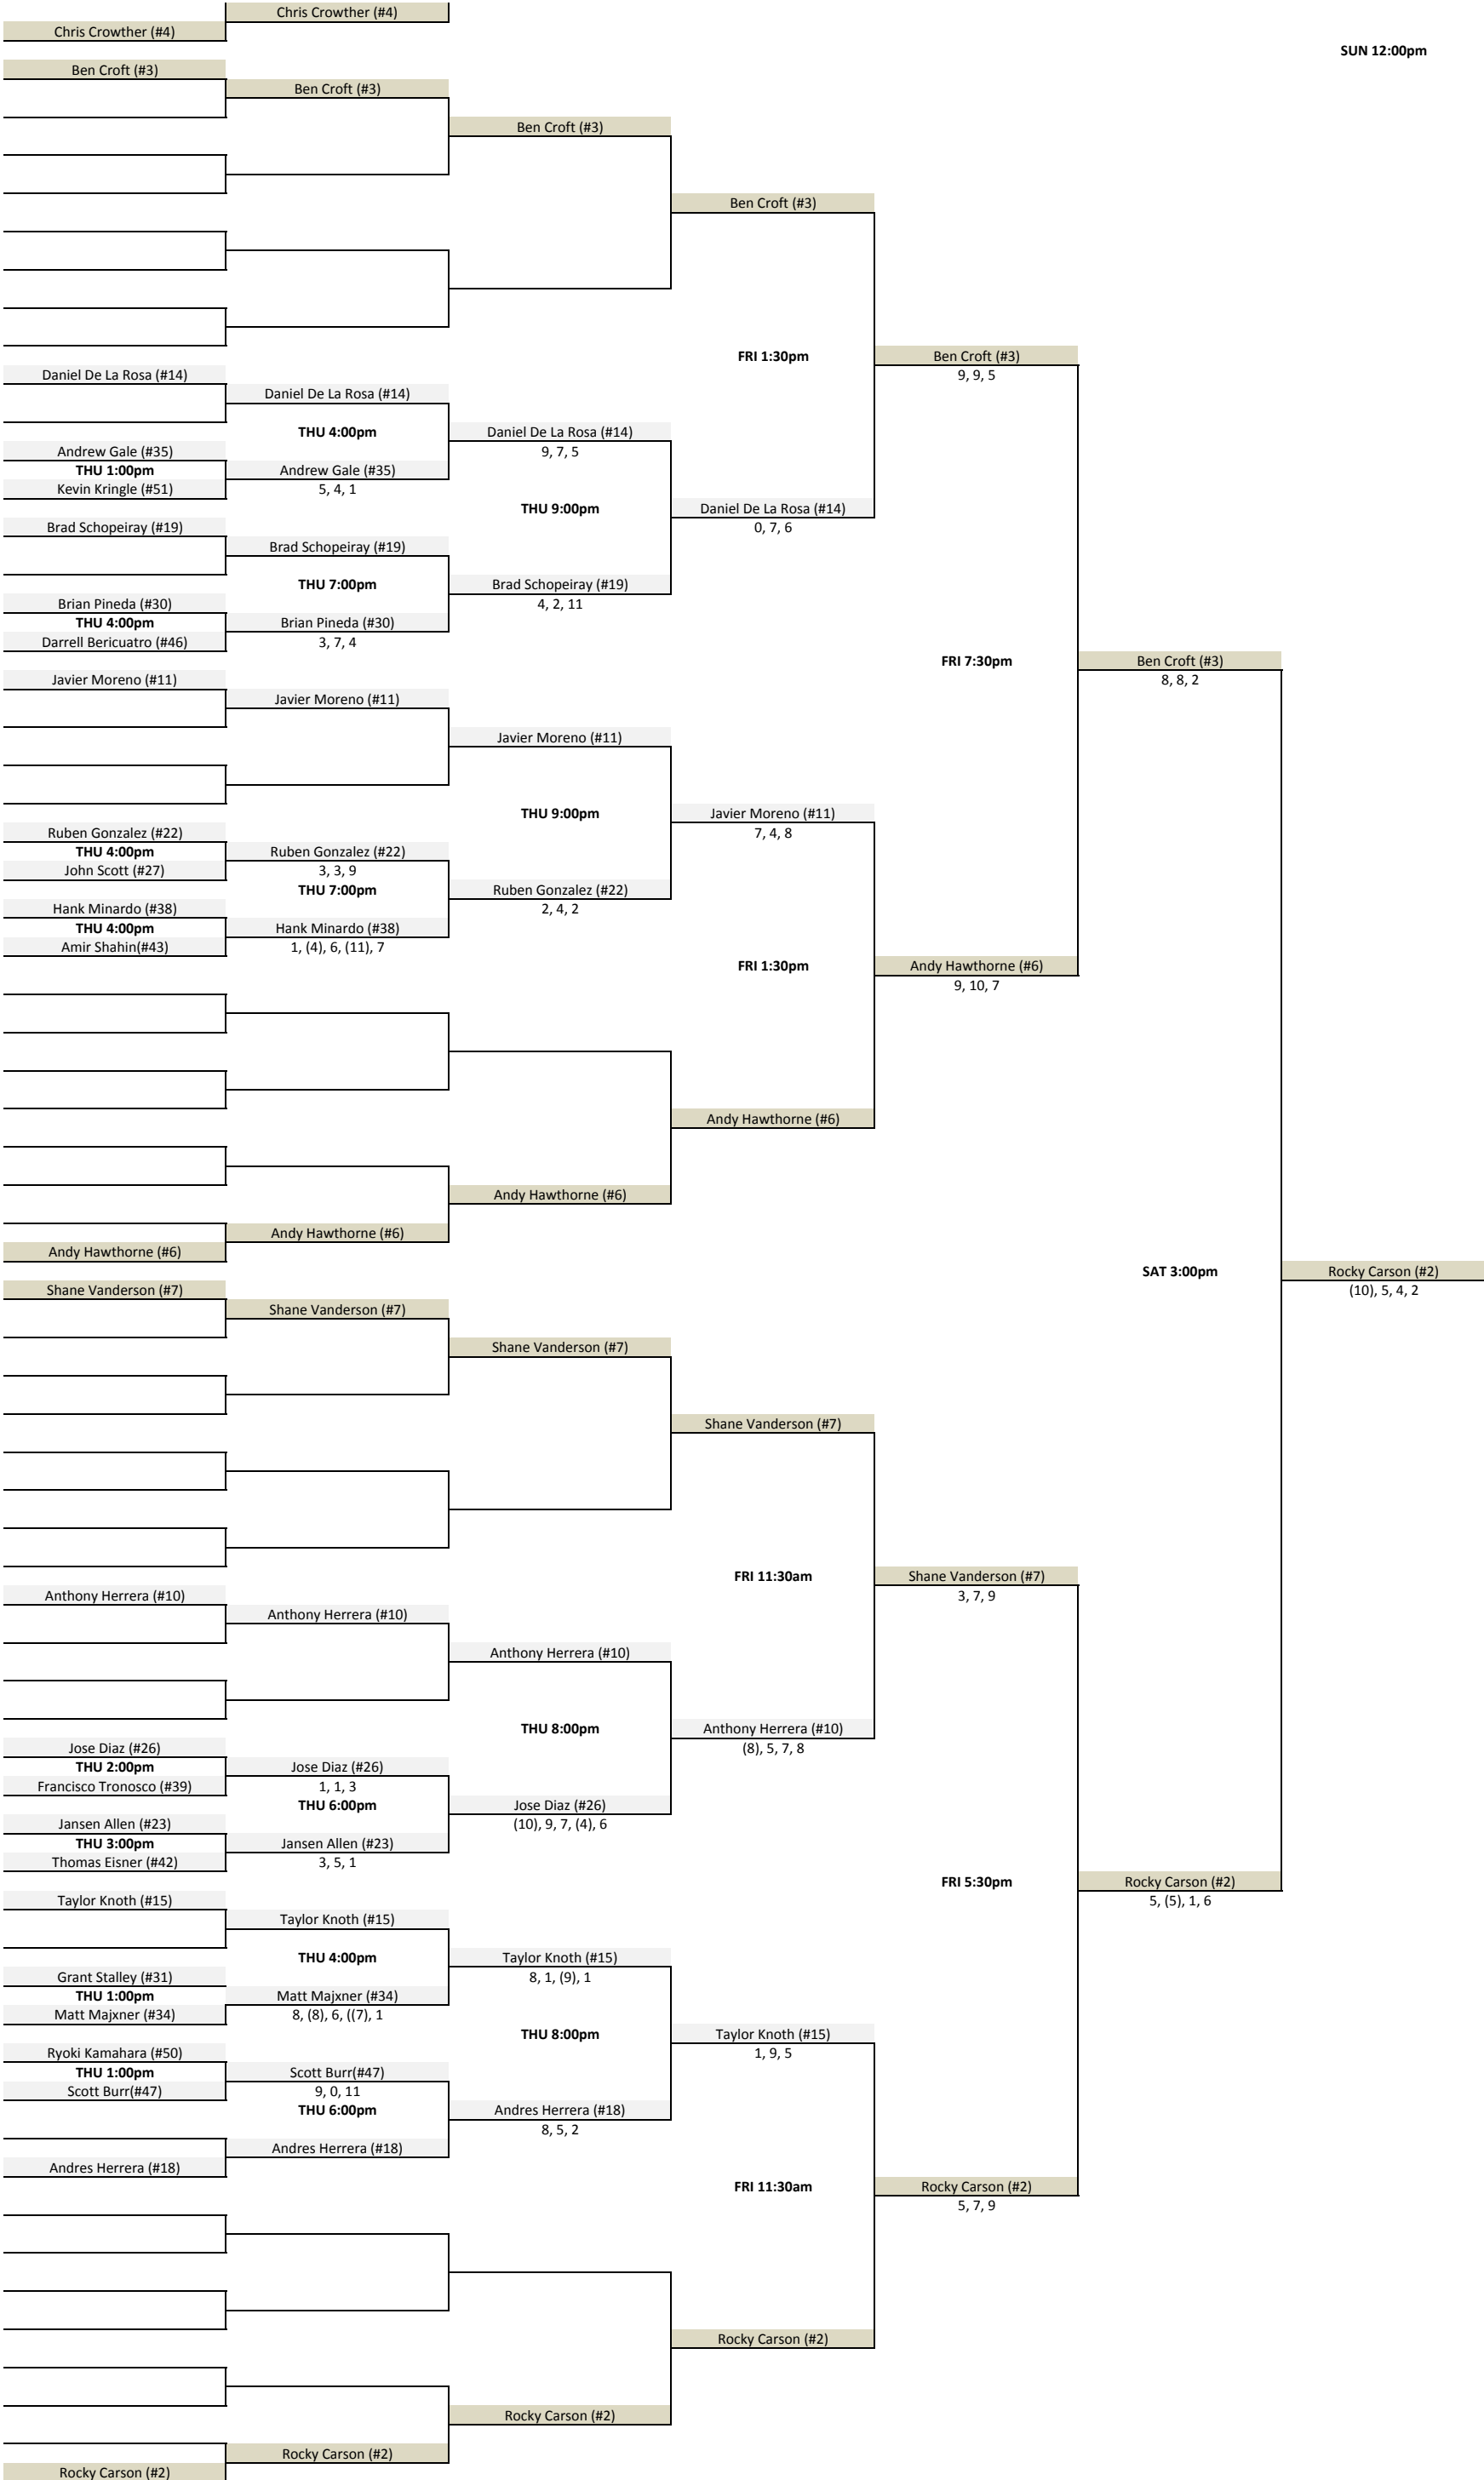 Chris Crowther (#4)
Chris Crowther (#4)
SUN 12:00pm
Ben Croft (#3)
Ben Croft (#3)
Ben Croft (#3)
Ben Croft (#3)
FRI 1:30pm
Ben Croft (#3)
9, 9, 5
Daniel De La Rosa (#14)
Daniel De La Rosa (#14)
THU 4:00pm
Daniel De La Rosa (#14)
9, 7, 5
Andrew Gale (#35)
THU 1:00pm
Andrew Gale (#35)
Kevin Kringle (#51)
5, 4, 1
THU 9:00pm
Daniel De La Rosa (#14)
0, 7, 6
Brad Schopeiray (#19)
Brad Schopeiray (#19)
THU 7:00pm
Brad Schopeiray (#19)
4, 2, 11
Brian Pineda (#30)
THU 4:00pm
Brian Pineda (#30)
Darrell Bericuatro (#46)
3, 7, 4
FRI 7:30pm
Ben Croft (#3)
8, 8, 2
Javier Moreno (#11)
Javier Moreno (#11)
Javier Moreno (#11)
THU 9:00pm
Javier Moreno (#11)
7, 4, 8
Ruben Gonzalez (#22)
THU 4:00pm
Ruben Gonzalez (#22)
John Scott (#27)
3, 3, 9
THU 7:00pm
Ruben Gonzalez (#22)
2, 4, 2
Hank Minardo (#38)
THU 4:00pm
Hank Minardo (#38)
Amir Shahin(#43)
1, (4), 6, (11), 7
FRI 1:30pm
Andy Hawthorne (#6)
9, 10, 7
Andy Hawthorne (#6)
Andy Hawthorne (#6)
Andy Hawthorne (#6)
Andy Hawthorne (#6)
SAT 3:00pm
Rocky Carson (#2)
(10), 5, 4, 2
Shane Vanderson (#7)
Shane Vanderson (#7)
Shane Vanderson (#7)
Shane Vanderson (#7)
FRI 11:30am
Shane Vanderson (#7)
3, 7, 9
Anthony Herrera (#10)
Anthony Herrera (#10)
Anthony Herrera (#10)
THU 8:00pm
Anthony Herrera (#10)
(8), 5, 7, 8
Jose Diaz (#26)
THU 2:00pm
Jose Diaz (#26)
Francisco Tronosco (#39)
1, 1, 3
THU 6:00pm
Jose Diaz (#26)
(10), 9, 7, (4), 6
Jansen Allen (#23)
THU 3:00pm
Jansen Allen (#23)
Thomas Eisner (#42)
3, 5, 1
FRI 5:30pm
Rocky Carson (#2)
5, (5), 1, 6
Taylor Knoth (#15)
Taylor Knoth (#15)
THU 4:00pm
Taylor Knoth (#15)
8, 1, (9), 1
Grant Stalley (#31)
THU 1:00pm
Matt Majxner (#34)
Matt Majxner (#34)
8, (8), 6, ((7), 1
THU 8:00pm
Taylor Knoth (#15)
1, 9, 5
Ryoki Kamahara (#50)
THU 1:00pm
Scott Burr(#47)
Scott Burr(#47)
9, 0, 11
THU 6:00pm
Andres Herrera (#18)
8, 5, 2
Andres Herrera (#18)
Andres Herrera (#18)
FRI 11:30am
Rocky Carson (#2)
5, 7, 9
Rocky Carson (#2)
Rocky Carson (#2)
Rocky Carson (#2)
Rocky Carson (#2)